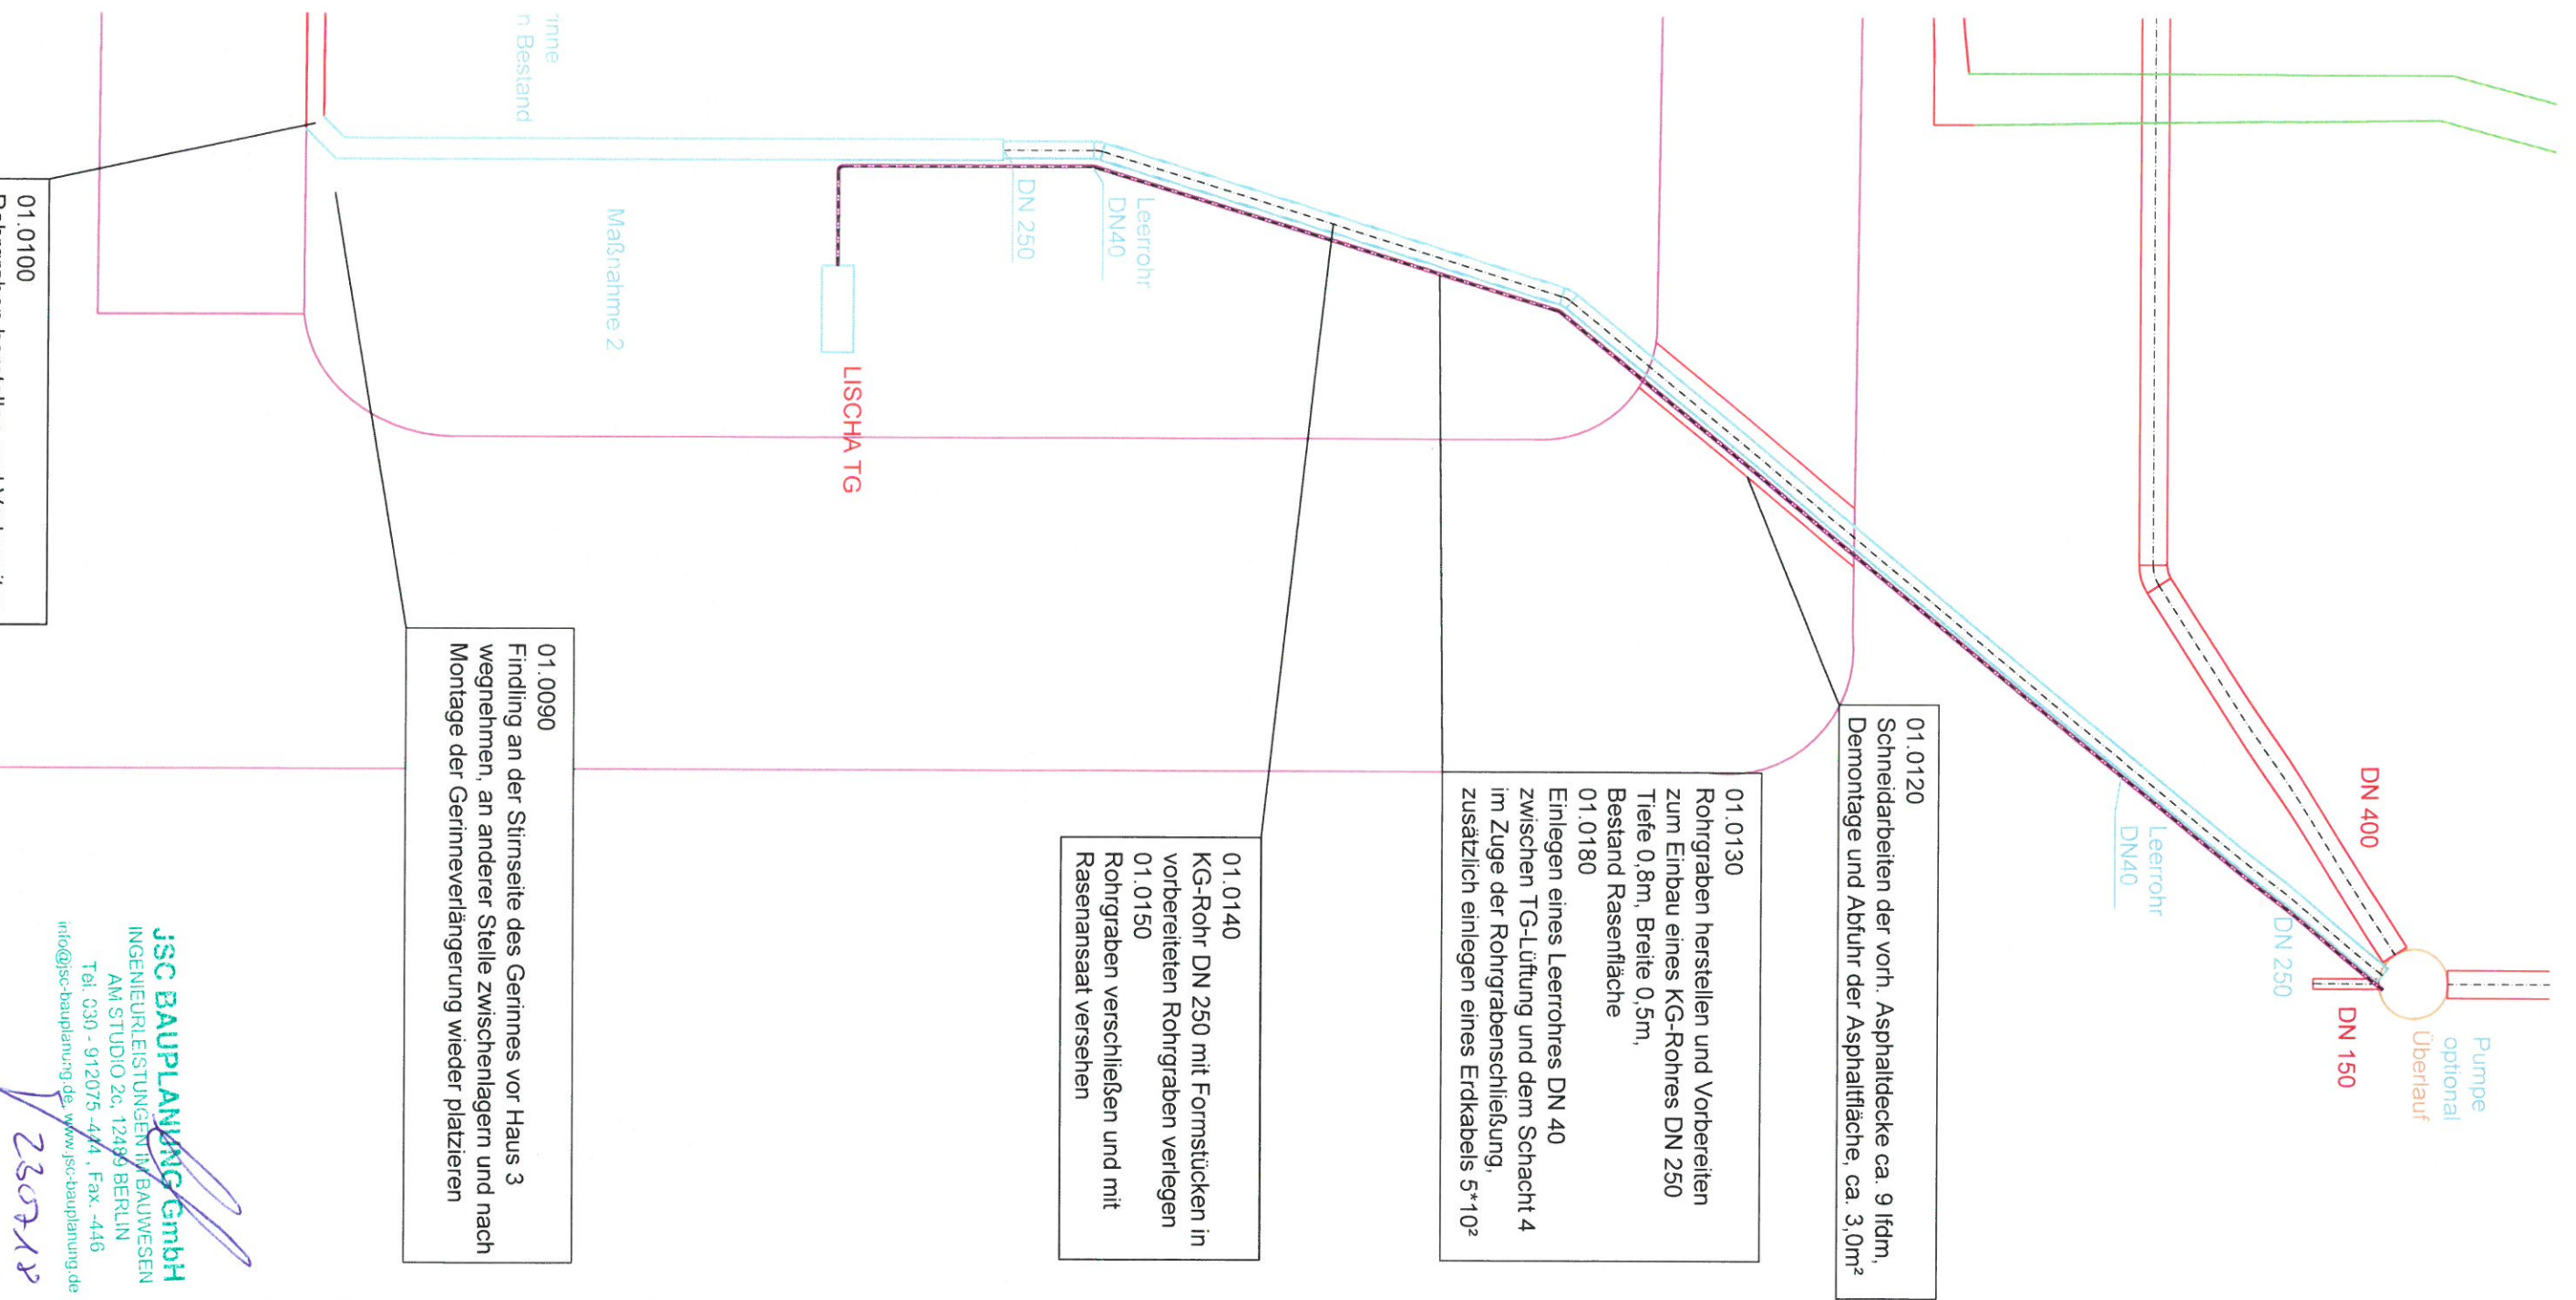 Pumpe
optional
Überlauf
DN 400
DN 150
DN 250
Leerrohr
DN40
01.0120
Schneidarbeiten der vorh. Asphaltdecke ca. 9 lfdm,
Demontage und Abfuhr der Asphaltfläche, ca. 3,0m²
01.0130
Rohrgraben herstellen und Vorbereiten
zum Einbau eines KG-Rohres DN 250
Tiefe 0,8m, Breite 0,5m,
Bestand Rasenfläche
01.0180
Einlegen eines Leerrohres DN 40
zwischen TG-Lüftung und dem Schacht 4
im Zuge der Rohrgrabenschließung,
zusätzlich einlegen eines Erdkabels 5*10²
01.0140
KG-Rohr DN 250 mit Formstücken in
vorbereiteten Rohrgraben verlegen
01.0150
Rohrgraben verschließen und mit
Rasenansaat versehen
Leerrohr
DN40
DN 250
LISCHA TG
Maßnahme 2
inne
n Bestand
01.0090
Findling an der Stirnseite des Gerinnes vor Haus 3
wegnehmen, an anderer Stelle zwischenlagern und nach
Montage der Gerinneverlängerung wieder platzieren
01.0100
JSC BAUPLANUNG GmbH
INGENIEURLEISTUNGEN IM BAUWESEN
AM STUDIO 2c, 12489 BERLIN
Tel. 030 - 912075 -444 , Fax. -446
info@jsc-bauplanung.de, www.jsc-bauplanung.de
230718